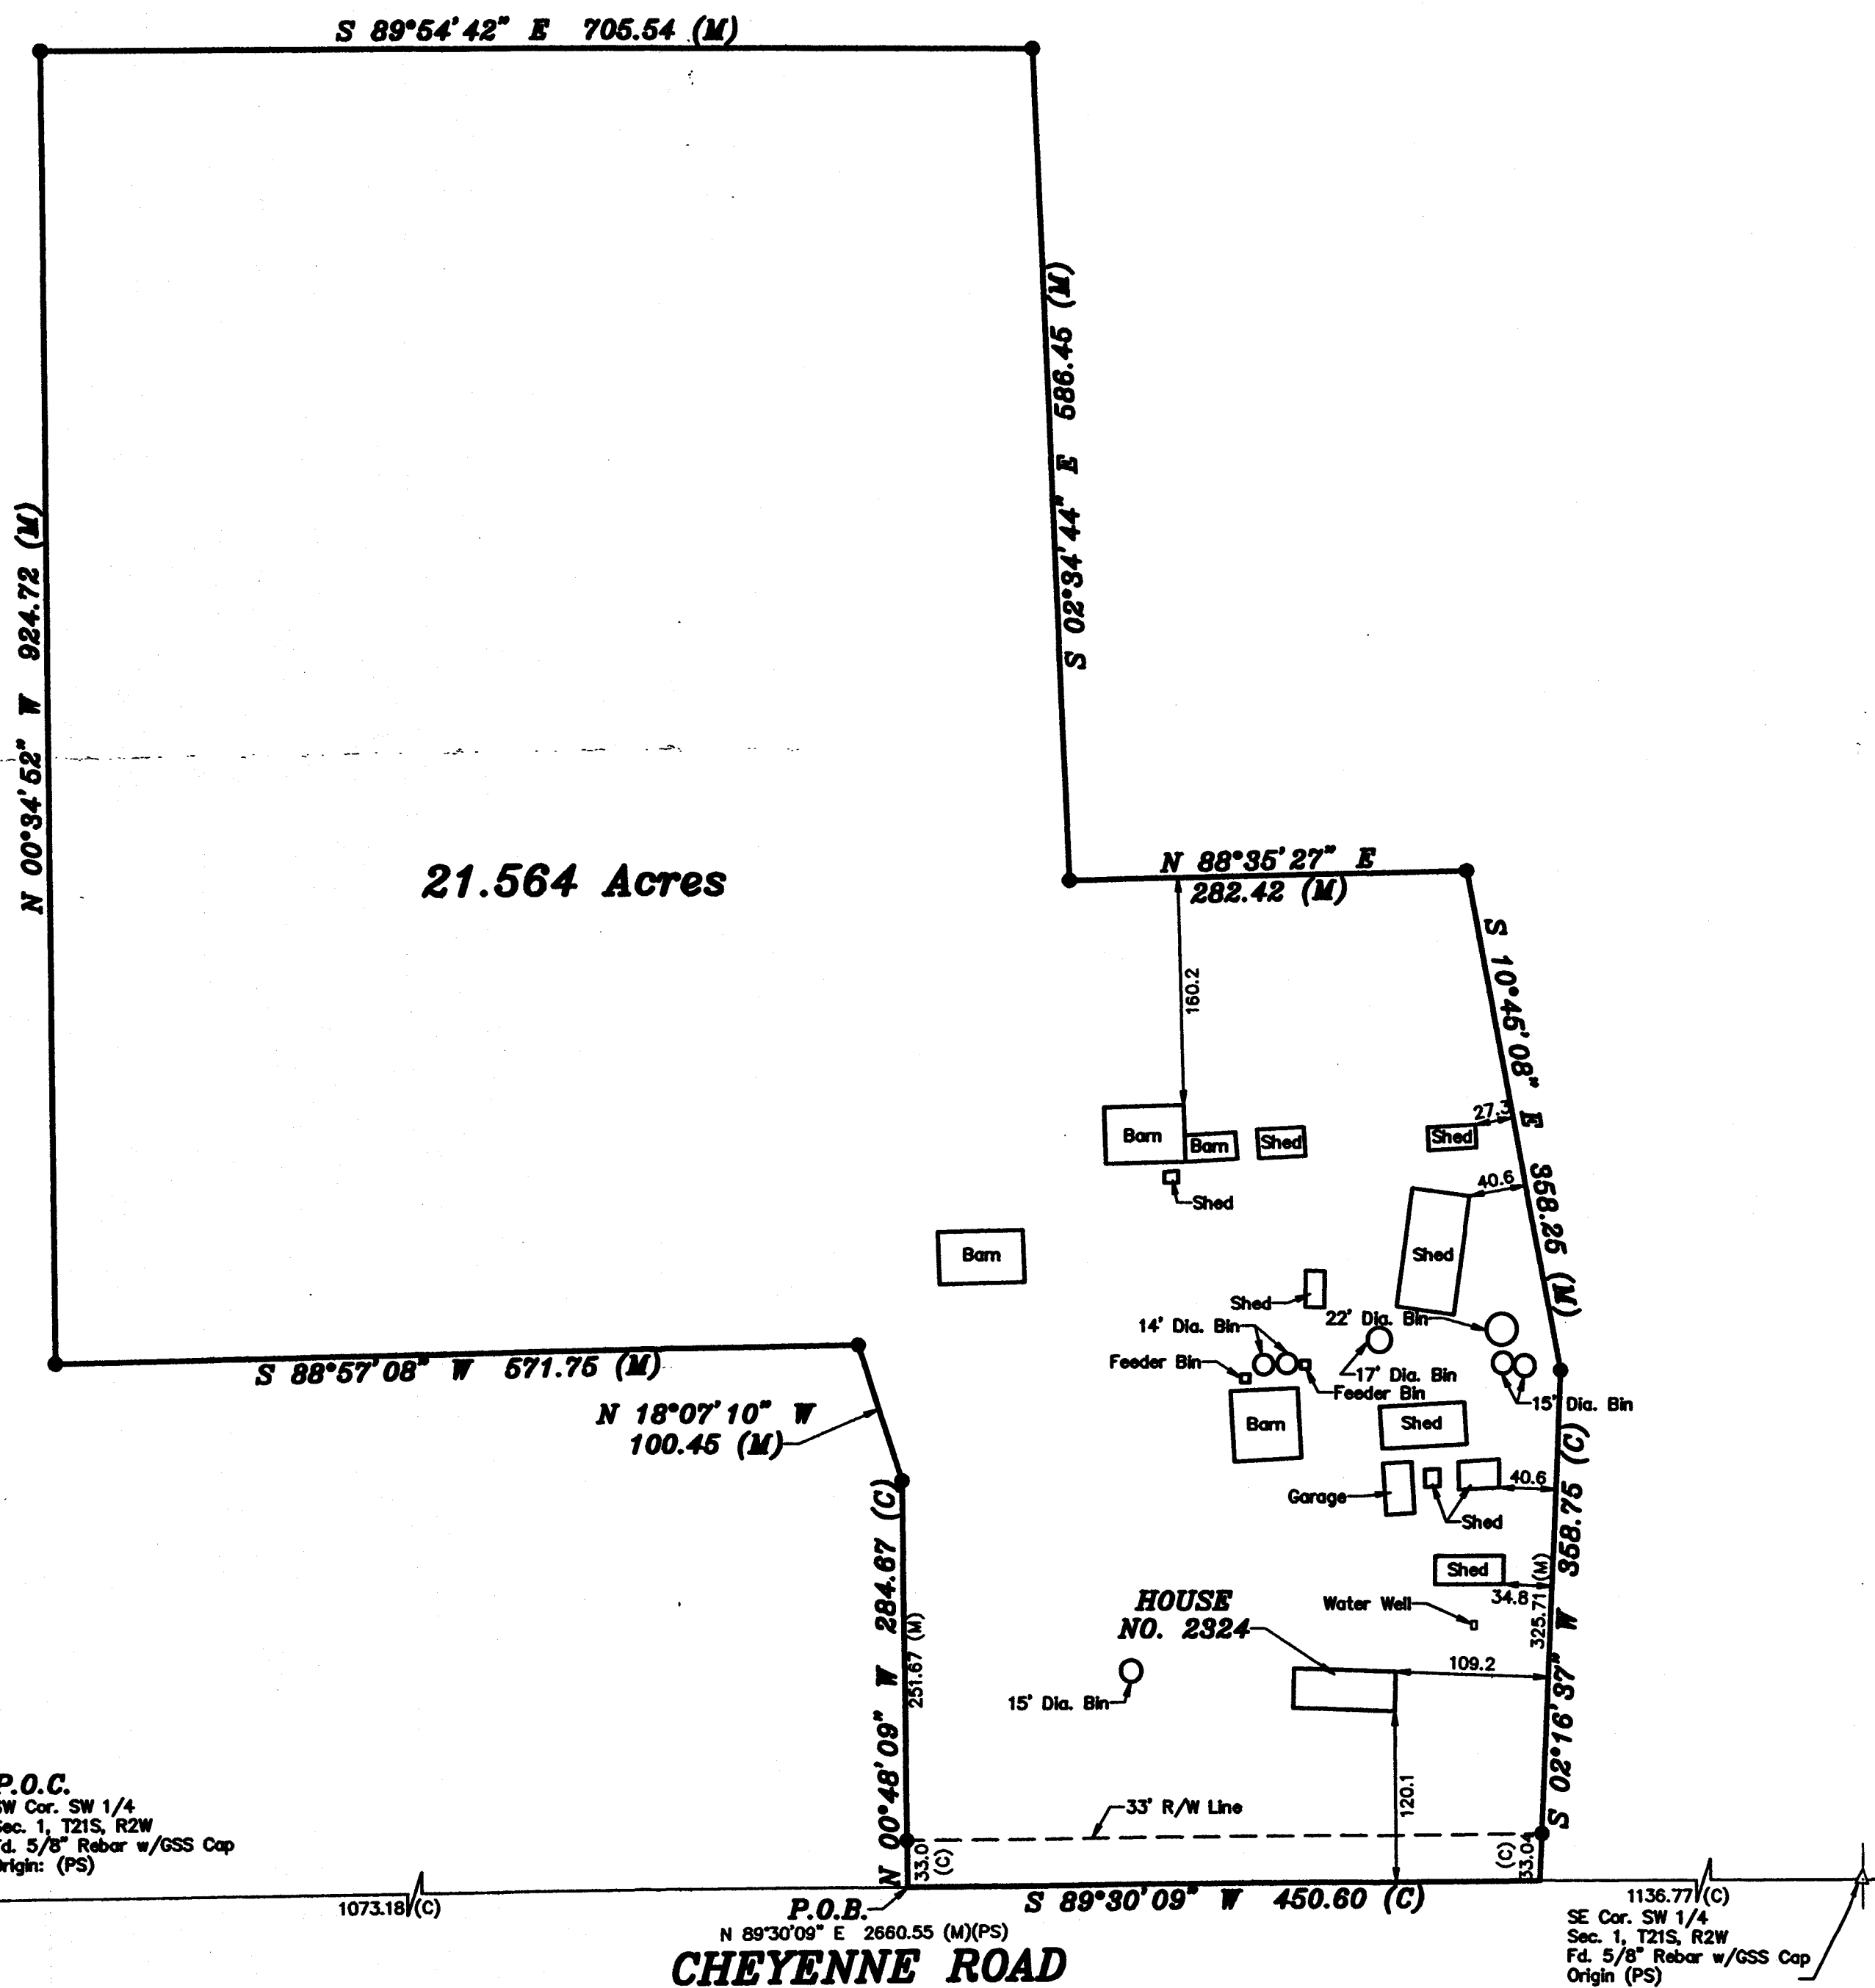 S 89°54'42" E 705.54 (M)
N 00°34'52" W 924.72 (M)
S 02°34'44" E 586.45 (M)
21.564 Acres
N 88°35'27" E
282.42 (M)
S 10°45'08" E 358.25 (M)
160.2
27.3
Barn
Barn
Shed
Shed
40.6
Shed
Shed
Barn
Shed
22' Dia. Bin
14' Dia. Bin
Feeder Bin
17' Dia. Bin
Feeder Bin
15' Dia. Bin
S 88°57'08" W 571.75 (M)
N 18°07'10" W
100.45 (M)
Barn
Shed
Garage
40.6
Shed
N 00°48'09" W 284.67 (C)
251.67 (M)
S 02°16'37" W 358.75 (C)
325.71 (M)
Shed
34.8
Water Well
HOUSE
NO. 2324
109.2
15' Dia. Bin
120.1
33' R/W Line
33.0
(C)
(C)
33.04
P.O.C.
SW Cor. SW 1/4
Sec. 1, T21S, R2W
Fd. 5/8" Rebar w/GSS Cap
Origin: (PS)
1073.18 (C)
P.O.B.
S 89°30'09" W 450.60 (C)
1136.77 (C)
N 89°30'09" E 2660.55 (M)(PS)
CHEYENNE ROAD
SE Cor. SW 1/4
Sec. 1, T21S, R2W
Fd. 5/8" Rebar w/GSS Cap
Origin (PS)